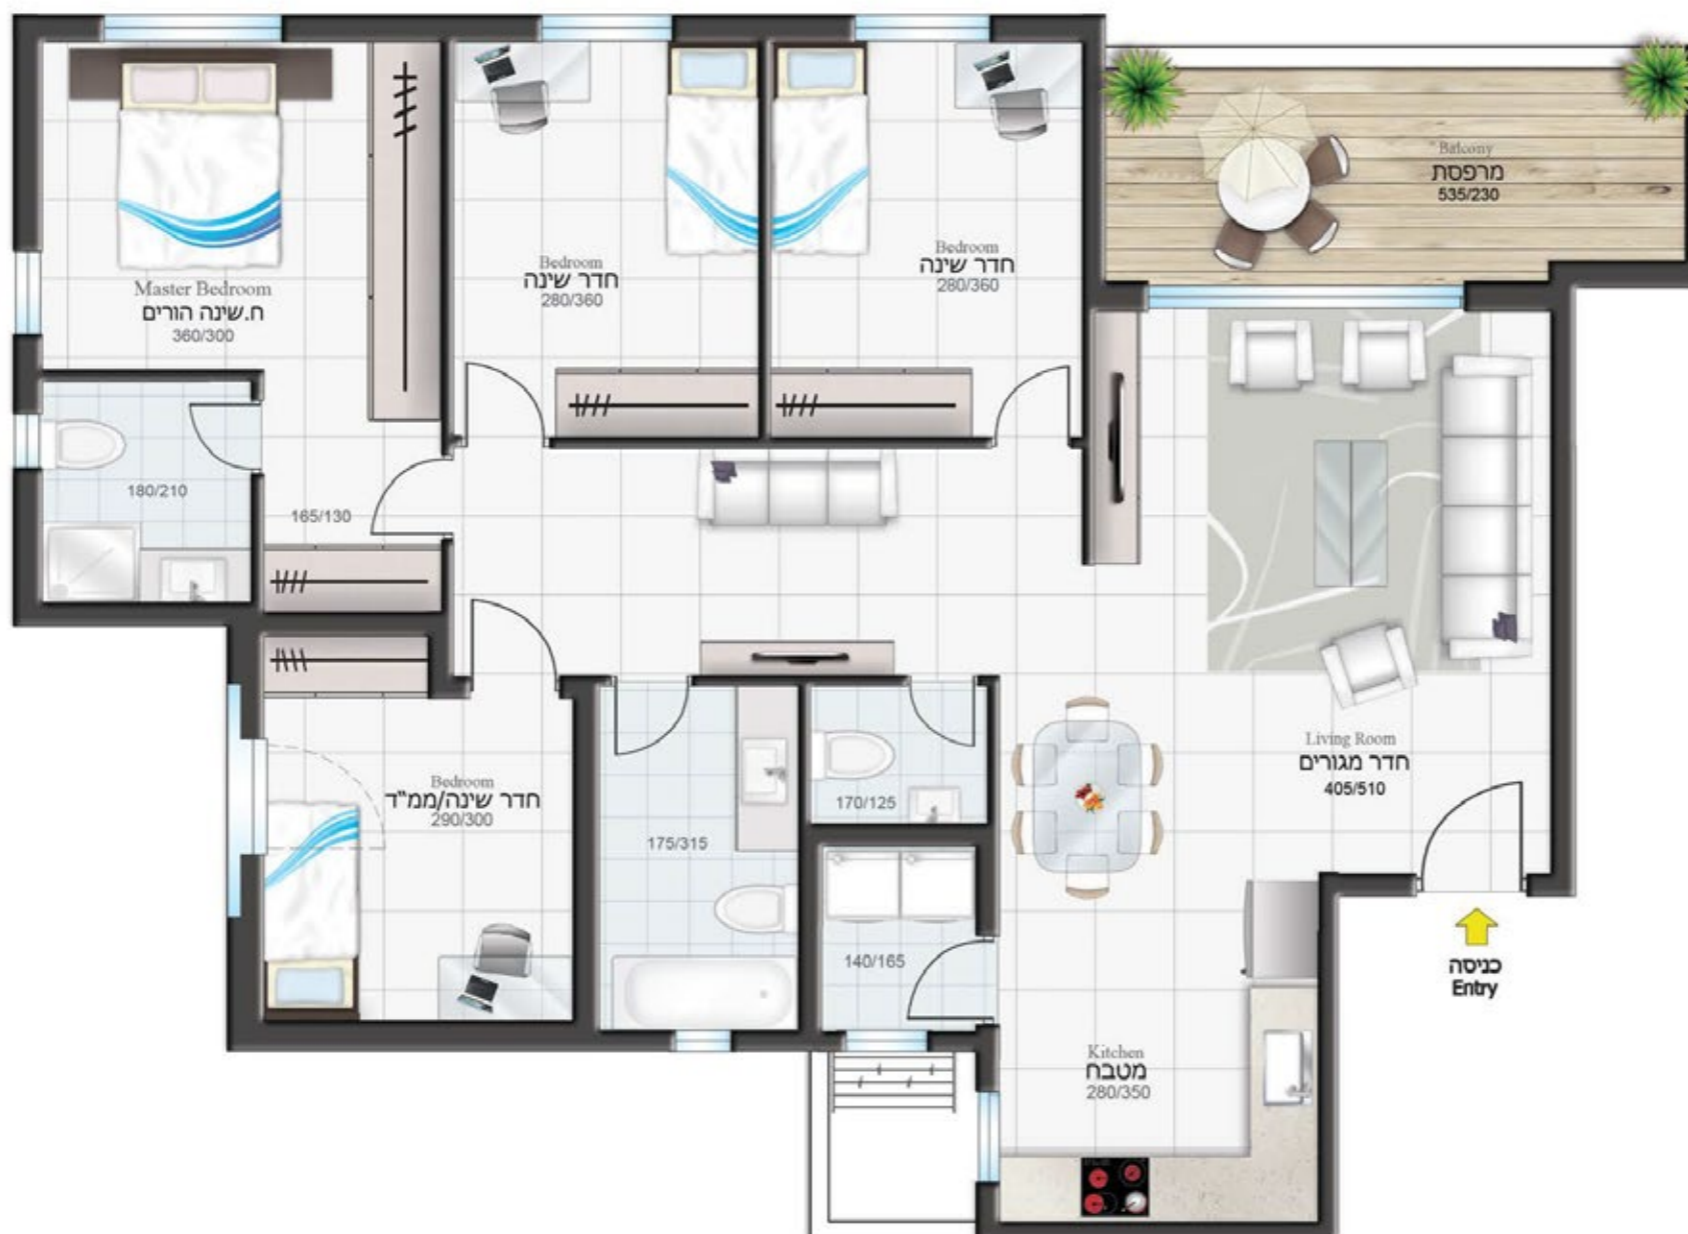 Balcony
מרפסת
535/230
Bedroom
חדר שינה
280/360
Bedroom
חדר שינה
280/360
Master Bedroom
ח.שינה הורים
360/300
180/210
165/130
Living Room
חדר מגורים
405/510
Bedroom
חדר שינה/ממ"ד
290/300
170/125
175/315
140/165
כניסה
Entry
Kitchen
מטבח
280/350